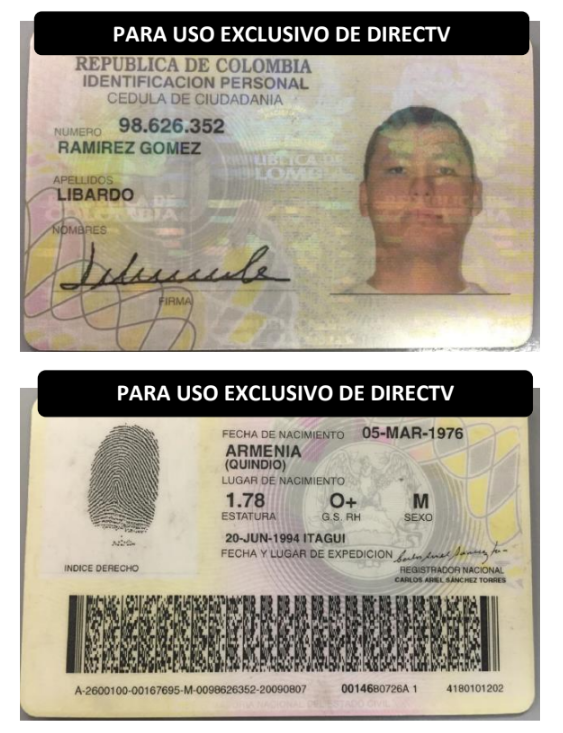 PARA USO EXCLUSIVO DE DIRECTV
REPUBLICA DE COLOMBIA
IDENTIFICACION PERSONAL
CEDULA DE CIUDADANIA
NUMERO 98.626.352
RAMIREZ GOMEZ
APELLIDOS
LIBARDO
NOMBRES
FIRMA
PARA USO EXCLUSIVO DE DIRECTV
FECHA DE NACIMIENTO 05-MAR-1976
ARMENIA
(QUINDIO)
LUGAR DE NACIMIENTO
1.78 O+ M
ESTATURA G.S. RH SEXO
20-JUN-1994 ITAGUI
FECHA Y LUGAR DE EXPEDICION
INDICE DERECHO
REGISTRADOR NACIONAL
CARLOS ARIEL SANCHEZ TORRES
A-2600100-00167695-M-0098626352-20090807 0014680726A 1 4180101202